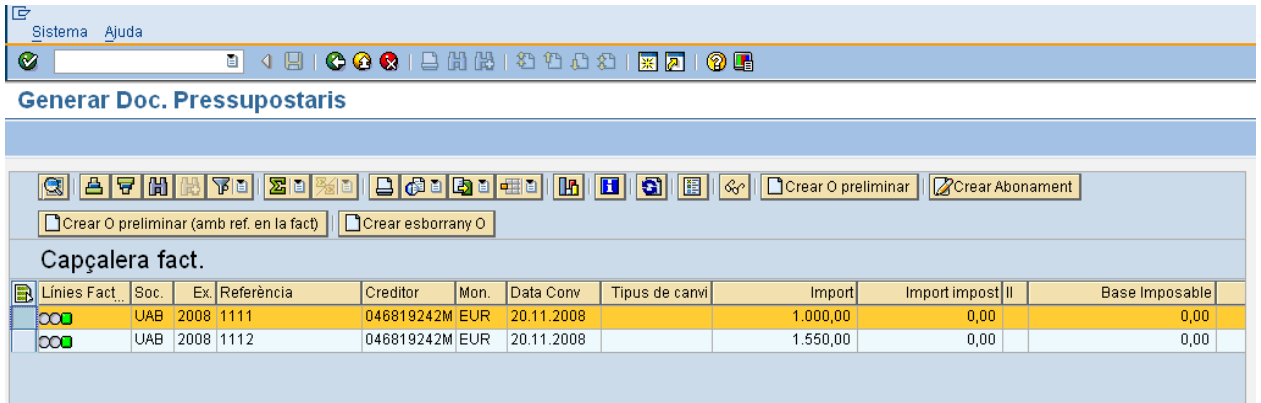 Sistema Ajuda
Generar Doc. Pressupostaris
Crear O preliminar Crear Abonament
Crear O preliminar (amb ref. en la fact) Crear esborrany O
Capçalera fact.
Línies Fact... Soc. Ex. Referència Creditor Mon. Data Conv Tipus de canvi Import Import impost II Base Imposable
UAB 2008 1111 046819242M EUR 20.11.2008 1.000,00 0,00 0,00
UAB 2008 1112 046819242M EUR 20.11.2008 1.550,00 0,00 0,00